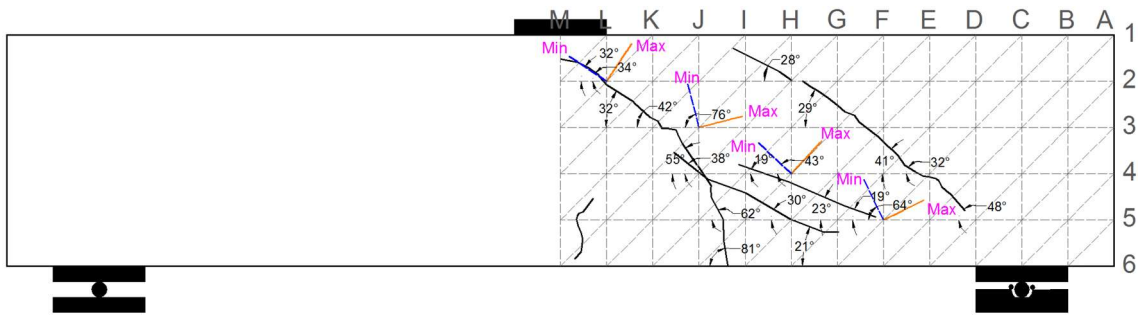 M L K J I H G F E D C B A 1
Min 32° Max
34° 28°
2
Min
32° 42° 76° Max 29°
3
Min Max
55° 38° 19° 43° 41° 32°
4
Min
62° 30° 23° 19° 64° Max 48°
5
81° 21°
6